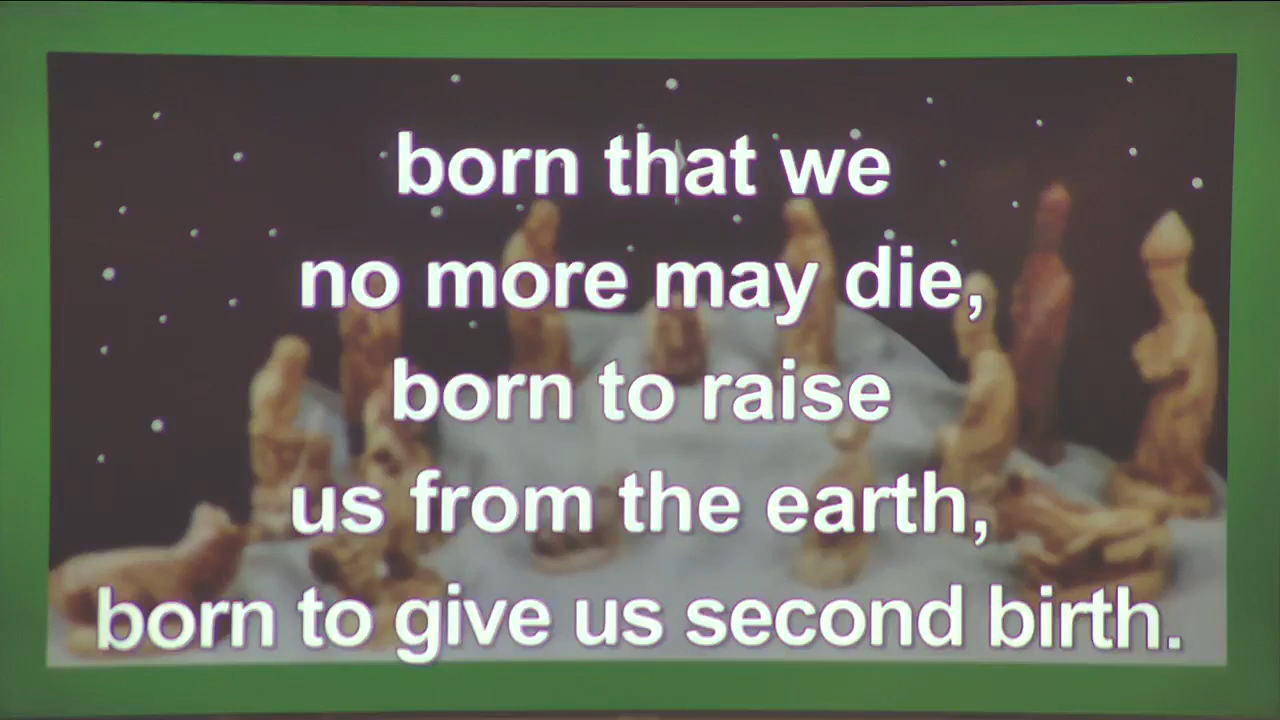 born that we
no more may die,
born to raise
us from the earth,
born to give us second birth.